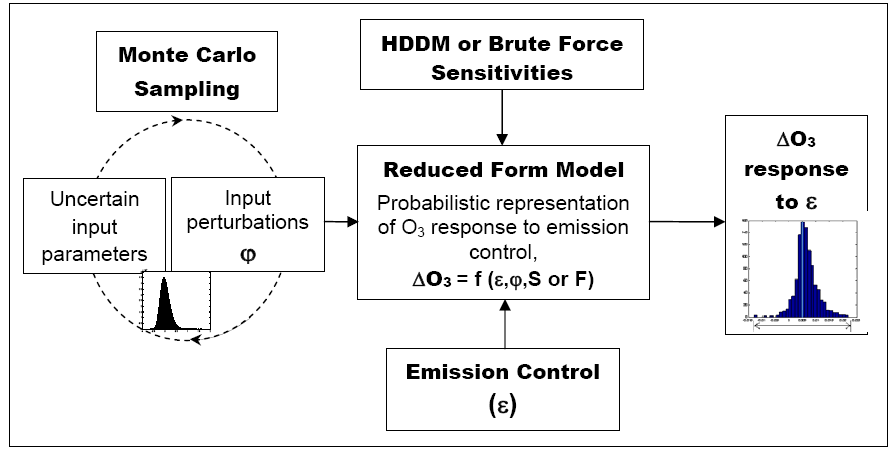 Monte Carlo
Sampling
Uncertain
input
parameters
Input
perturbations
φ
HDDM or Brute Force
Sensitivities
Reduced Form Model
Probabilistic representation
of O₃ response to emission
control,
ΔO₃ = f (ε,φ,S or F)
Emission Control
(ε)
ΔO₃
response
to ε